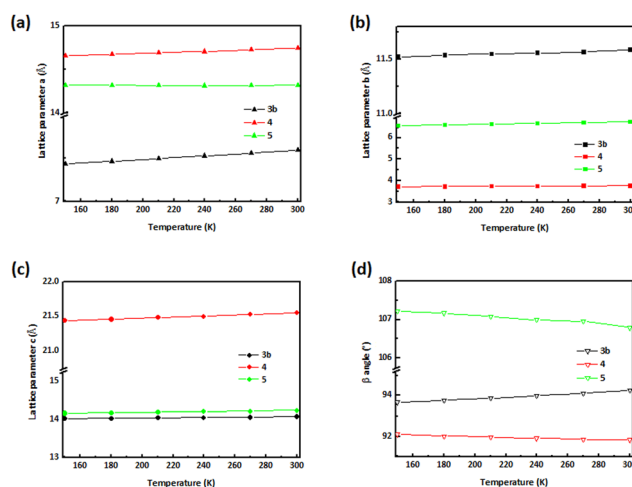 (a)
15
14
7
Lattice parameter a (Å)
3b
4
5
160 180 200 220 240 260 280 300
Temperature (K)
(b)
11.5
11.0
6
5
4
3
Lattice parameter b (Å)
3b
4
5
160 180 200 220 240 260 280 300
Temperature (K)
(c)
22.0
21.5
21.0
15
14
13
Lattice parameter c (Å)
3b
4
5
160 180 200 220 240 260 280 300
Temperature (K)
(d)
108
107
106
94
92
β angle (°)
3b
4
5
160 180 200 220 240 260 280 300
Temperature (K)